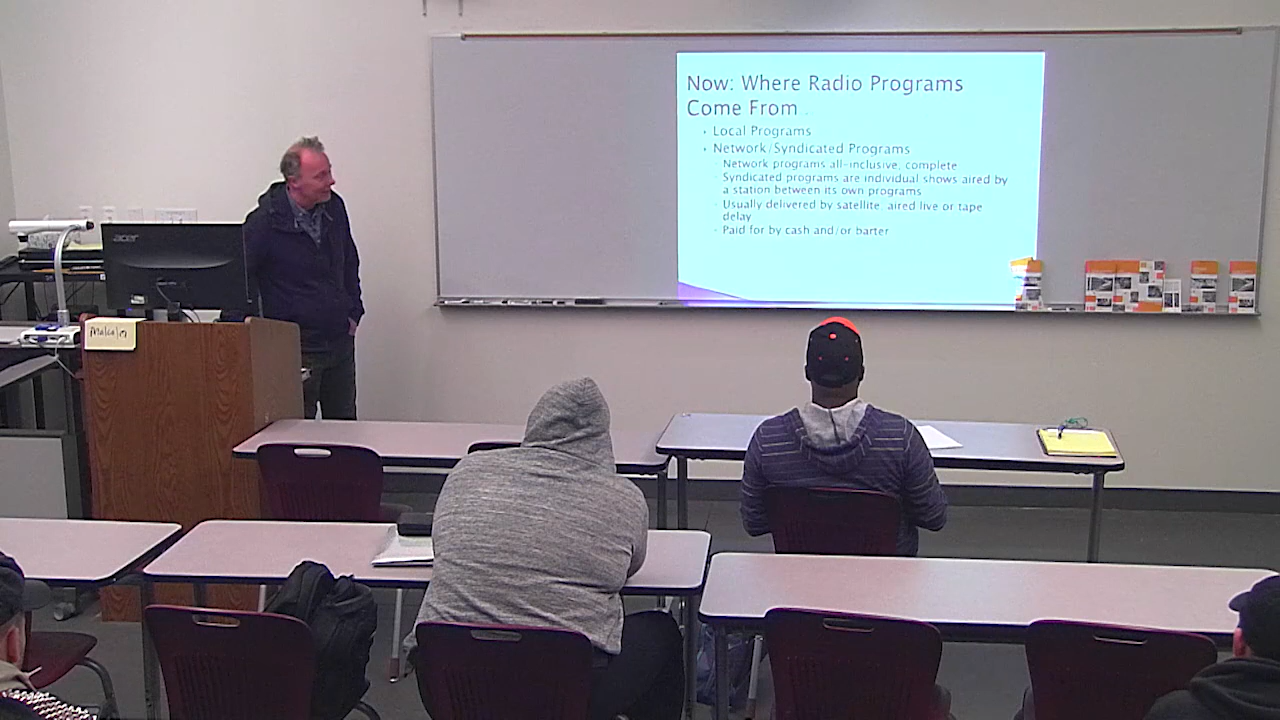 Now: Where Radio Programs
Come From
Local Programs
Network/Syndicated Programs
Network programs all-inclusive, complete
Syndicated programs are individual shows aired by
a station between its own programs
Usually delivered by satellite, aired live or tape
delay
Paid for by cash and/or barter
acer